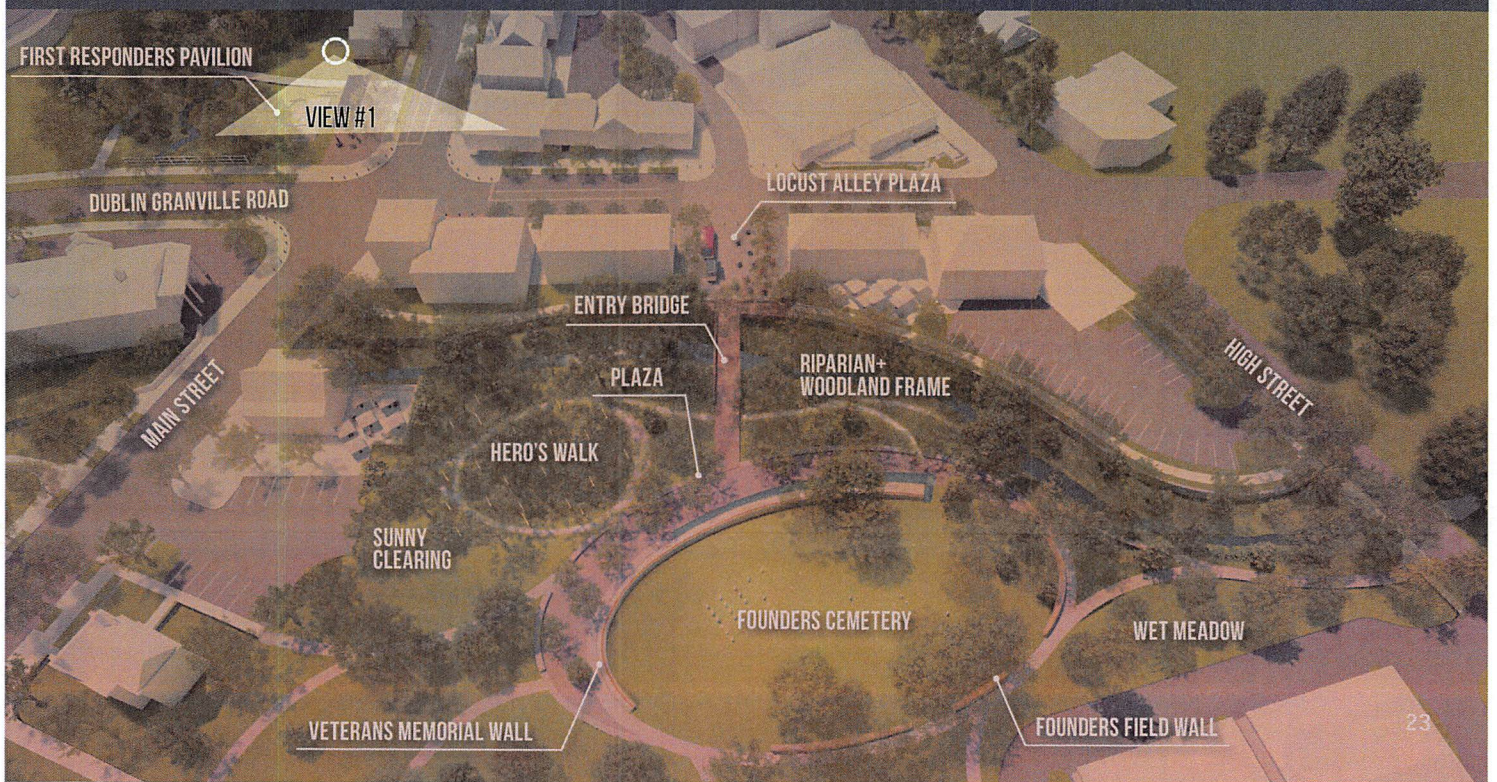 FIRST RESPONDERS PAVILION
VIEW #1
DUBLIN GRANVILLE ROAD
LOCUST ALLEY PLAZA
ENTRY BRIDGE
PLAZA
RIPARIAN+
WOODLAND FRAME
HIGH STREET
MAIN STREET
HERO'S WALK
SUNNY
CLEARING
FOUNDERS CEMETERY
WET MEADOW
VETERANS MEMORIAL WALL
FOUNDERS FIELD WALL
23